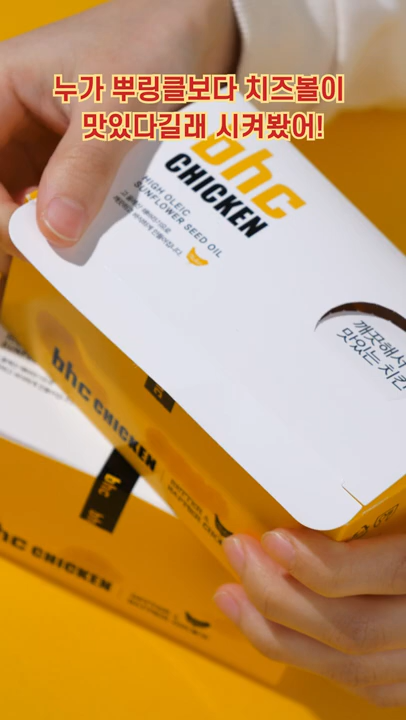 누가 뿌링클보다 치즈볼이
맛있다길래 시켜봤어!
bhc
CHICKEN
HIGH OLEIC
SUNFLOWER SEED OIL
깨끗해서
맛있는 치킨
bhc CHICKEN
bhc
bhc CHICKEN